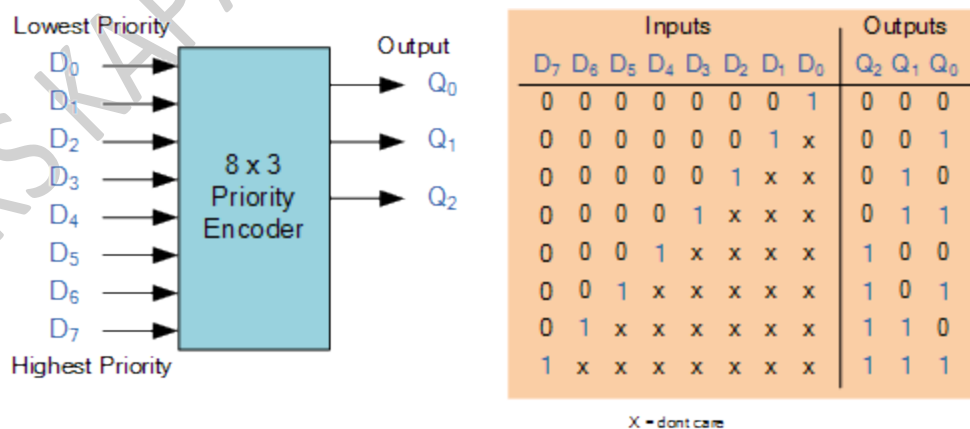 Lowest Priority
D0
D1
D2
D3
D4
D5
D6
D7
Highest Priority
8 x 3
Priority
Encoder
Output
Q0
Q1
Q2
Inputs Outputs
D7 D6 D5 D4 D3 D2 D1 D0 Q2 Q1 Q0
0 0 0 0 0 0 0 1 0 0 0
0 0 0 0 0 0 1 x 0 0 1
0 0 0 0 0 1 x x 0 1 0
0 0 0 0 1 x x x 0 1 1
0 0 0 1 x x x x 1 0 0
0 0 1 x x x x x 1 0 1
0 1 x x x x x x 1 1 0
1 x x x x x x x 1 1 1
X = dont care